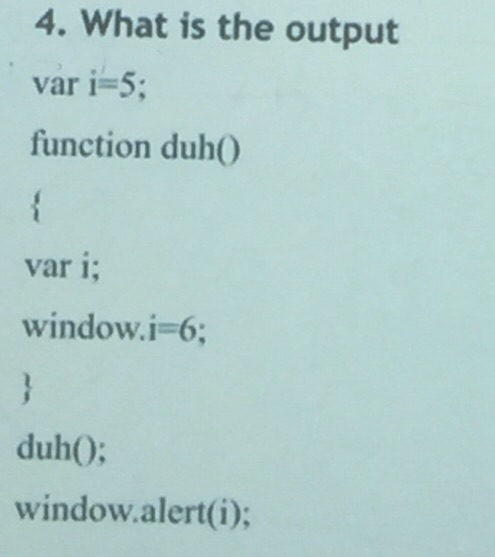 4. What is the output
var i=5;
function duh()
{
var i;
window.i=6;
}
duh();
window.alert(i);